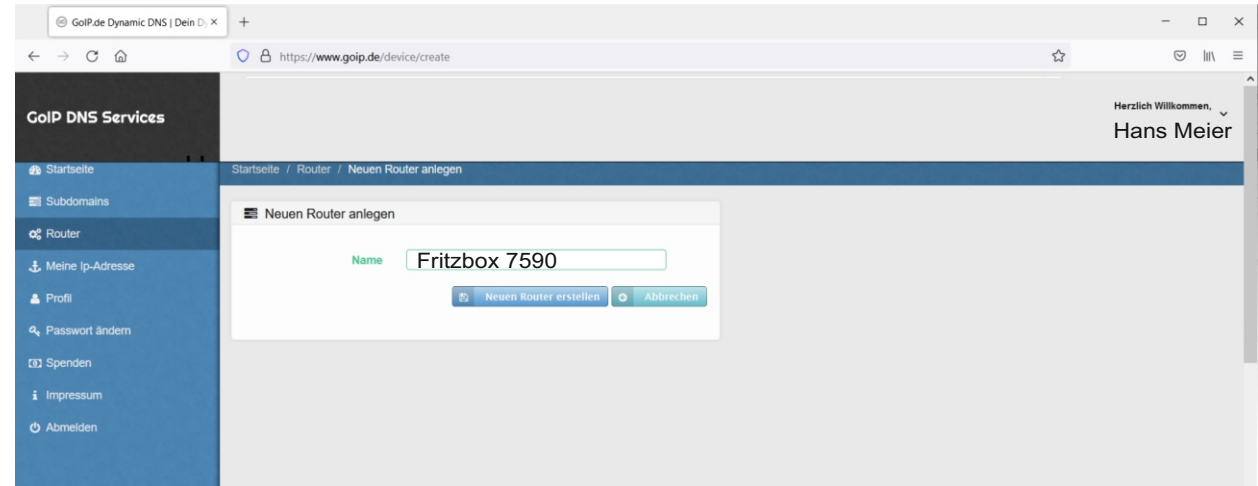 GoIP.de Dynamic DNS | Dein Dy
https://www.goip.de/device/create
GoIP DNS Services
Herzlich Willkommen,
Hans Meier
Startseite
Startseite / Router / Neuen Router anlegen
Subdomains
Neuen Router anlegen
Router
Name Fritzbox 7590
Meine Ip-Adresse
Neuen Router erstellen Abbrechen
Profil
Passwort ändern
Spenden
Impressum
Abmelden